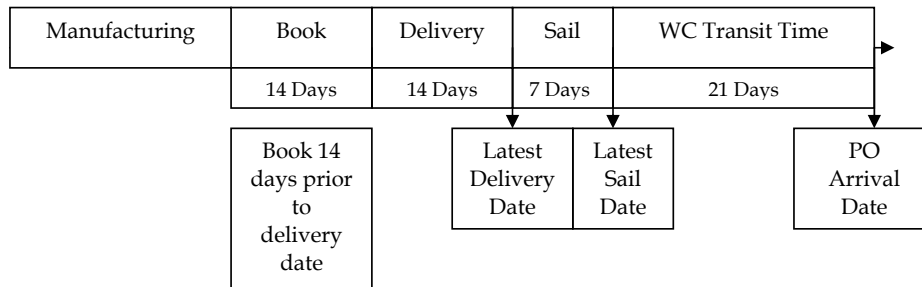 Manufacturing Book Delivery Sail WC Transit Time
14 Days 14 Days 7 Days 21 Days
Book 14
days prior
to
delivery
date
Latest
Delivery
Date
Latest
Sail
Date
PO
Arrival
Date